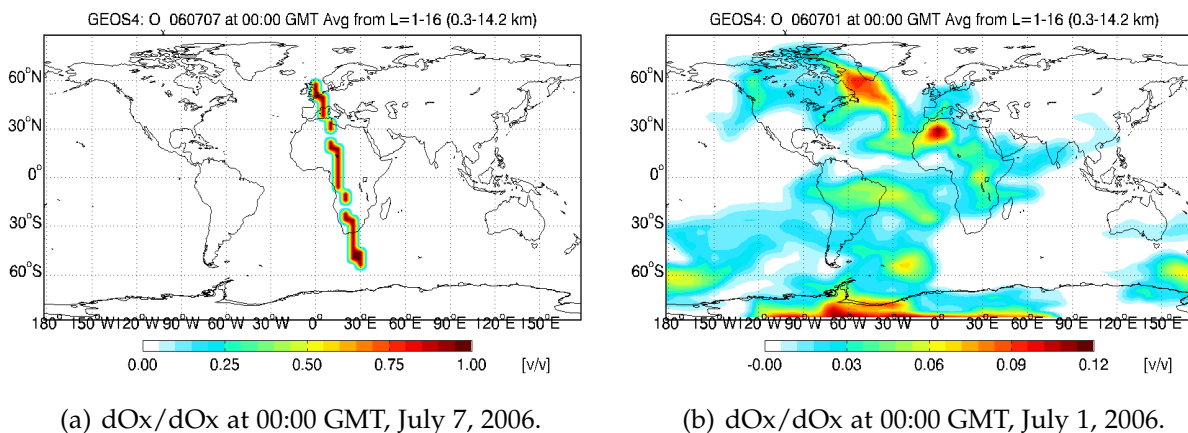 GEOS4: O_060707 at 00:00 GMT Avg from L=1-16 (0.3-14.2 km)
60°N
30°N
0°
30°S
60°S
180°W 150°W 120°W 90°W 60°W 30°W 0° 30°E 60°E 90°E 120°E 150°E
0.00 0.25 0.50 0.75 1.00 [v/v]
(a) dOx/dOx at 00:00 GMT, July 7, 2006.
GEOS4: O_060701 at 00:00 GMT Avg from L=1-16 (0.3-14.2 km)
60°N
30°N
0°
30°S
60°S
180°W 150°W 120°W 90°W 60°W 30°W 0° 30°E 60°E 90°E 120°E 150°E
-0.00 0.03 0.06 0.09 0.12 [v/v]
(b) dOx/dOx at 00:00 GMT, July 1, 2006.